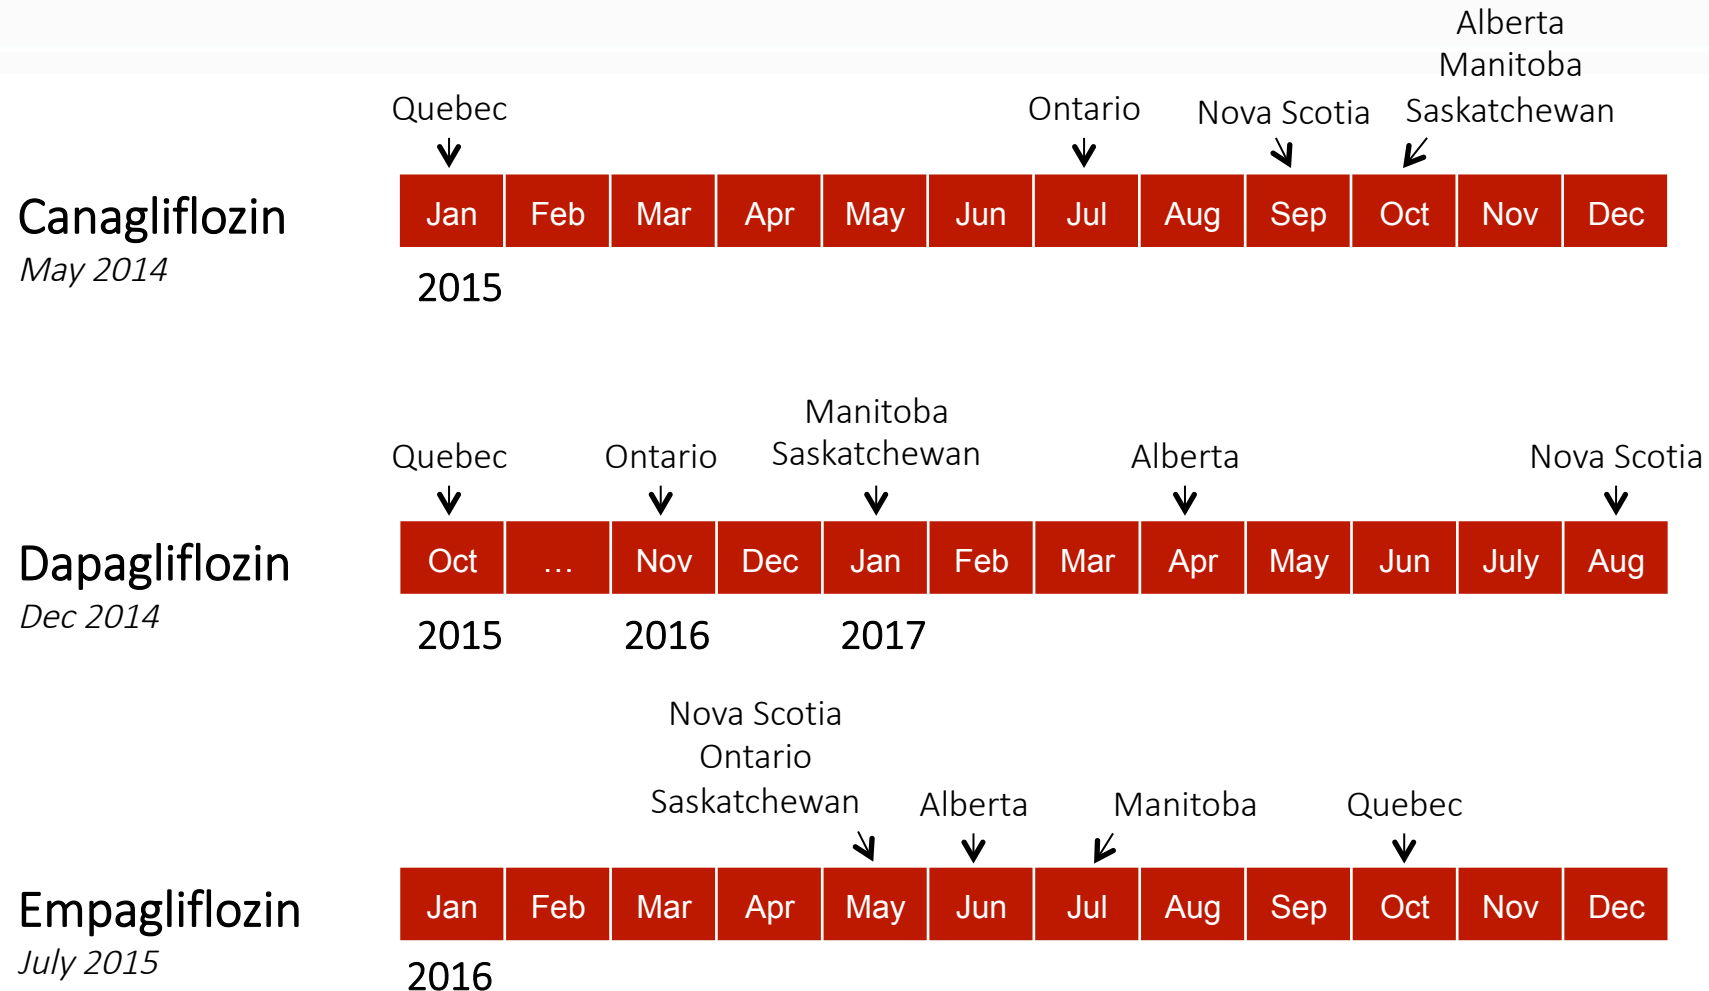 Alberta
Manitoba
Quebec Ontario Nova Scotia Saskatchewan
Canagliflozin Jan Feb Mar Apr May Jun Jul Aug Sep Oct Nov Dec
May 2014
2015
Manitoba
Quebec Ontario Saskatchewan Alberta Nova Scotia
Dapagliflozin Oct ... Nov Dec Jan Feb Mar Apr May Jun July Aug
Dec 2014
2015 2016 2017
Nova Scotia
Ontario
Saskatchewan Alberta Manitoba Quebec
Empagliflozin Jan Feb Mar Apr May Jun Jul Aug Sep Oct Nov Dec
July 2015
2016